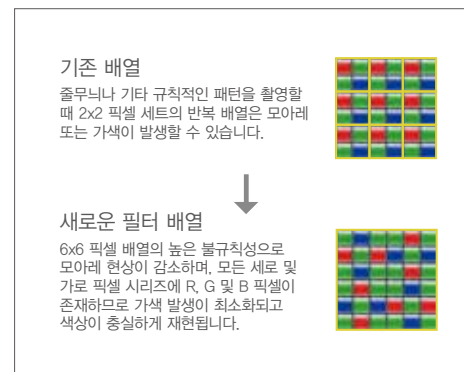 기존 배열
줄무늬나 기타 규칙적인 패턴을 촬영할
때 2x2 픽셀 세트의 반복 배열은 모아레
또는 가색이 발생할 수 있습니다.
새로운 필터 배열
6x6 픽셀 배열의 높은 불규칙성으로
모아레 현상이 감소하며, 모든 세로 및
가로 픽셀 시리즈에 R, G 및 B 픽셀이
존재하므로 가색 발생이 최소화되고
색상이 충실하게 재현됩니다.